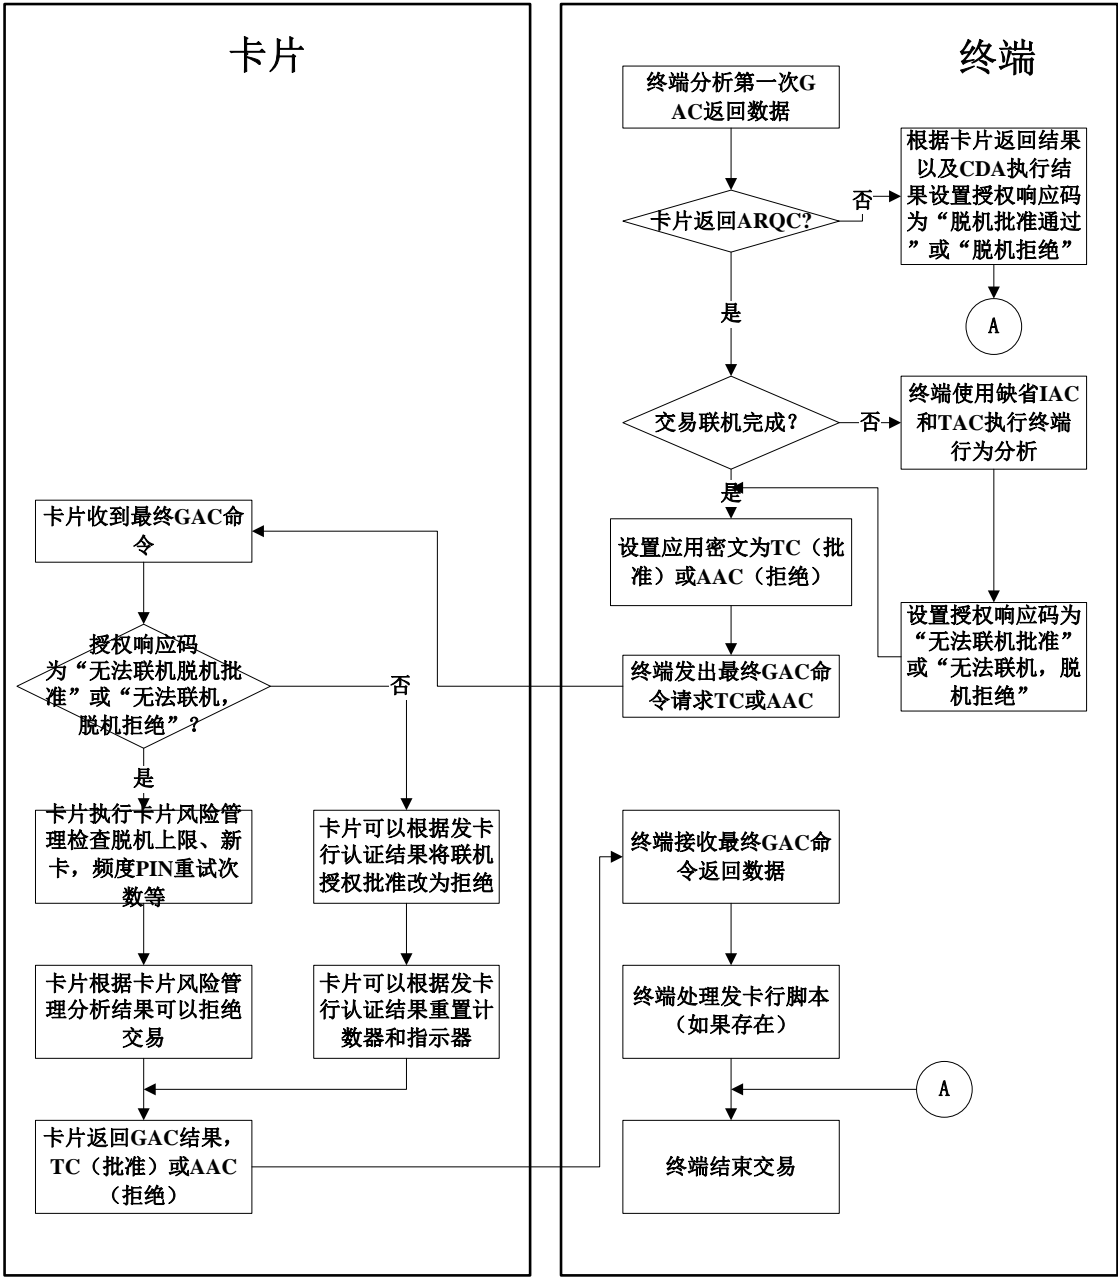 卡片
卡片收到最终GAC命
令
授权响应码
为“无法联机脱机批
准”或“无法联机，
脱机拒绝”？
否
是
卡片执行卡片风险管
理检查脱机上限、新
卡，频度PIN重试次
数等
卡片可以根据发卡
行认证结果将联机
授权批准改为拒绝
卡片根据卡片风险管
理分析结果可以拒绝
交易
卡片可以根据发卡
行认证结果重置计
数器和指示器
卡片返回GAC结果，
TC（批准）或AAC
（拒绝）
终端
终端分析第一次G
AC返回数据
卡片返回ARQC?
否
根据卡片返回结果
以及CDA执行结
果设置授权响应码
为“脱机批准通过
”或“脱机拒绝”
A
是
交易联机完成？
否
终端使用缺省IAC
和TAC执行终端
行为分析
是
设置应用密文为TC（批
准）或AAC（拒绝）
设置授权响应码为
“无法联机批准”
或“无法联机，脱
机拒绝”
终端发出最终GAC命
令请求TC或AAC
终端接收最终GAC命
令返回数据
终端处理发卡行脚本
（如果存在）
A
终端结束交易